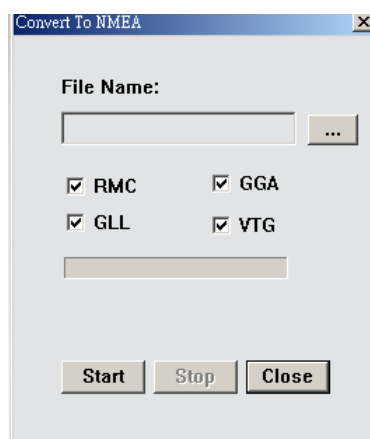 Convert To NMEA
File Name:
...
RMC GGA
GLL VTG
Start Stop Close